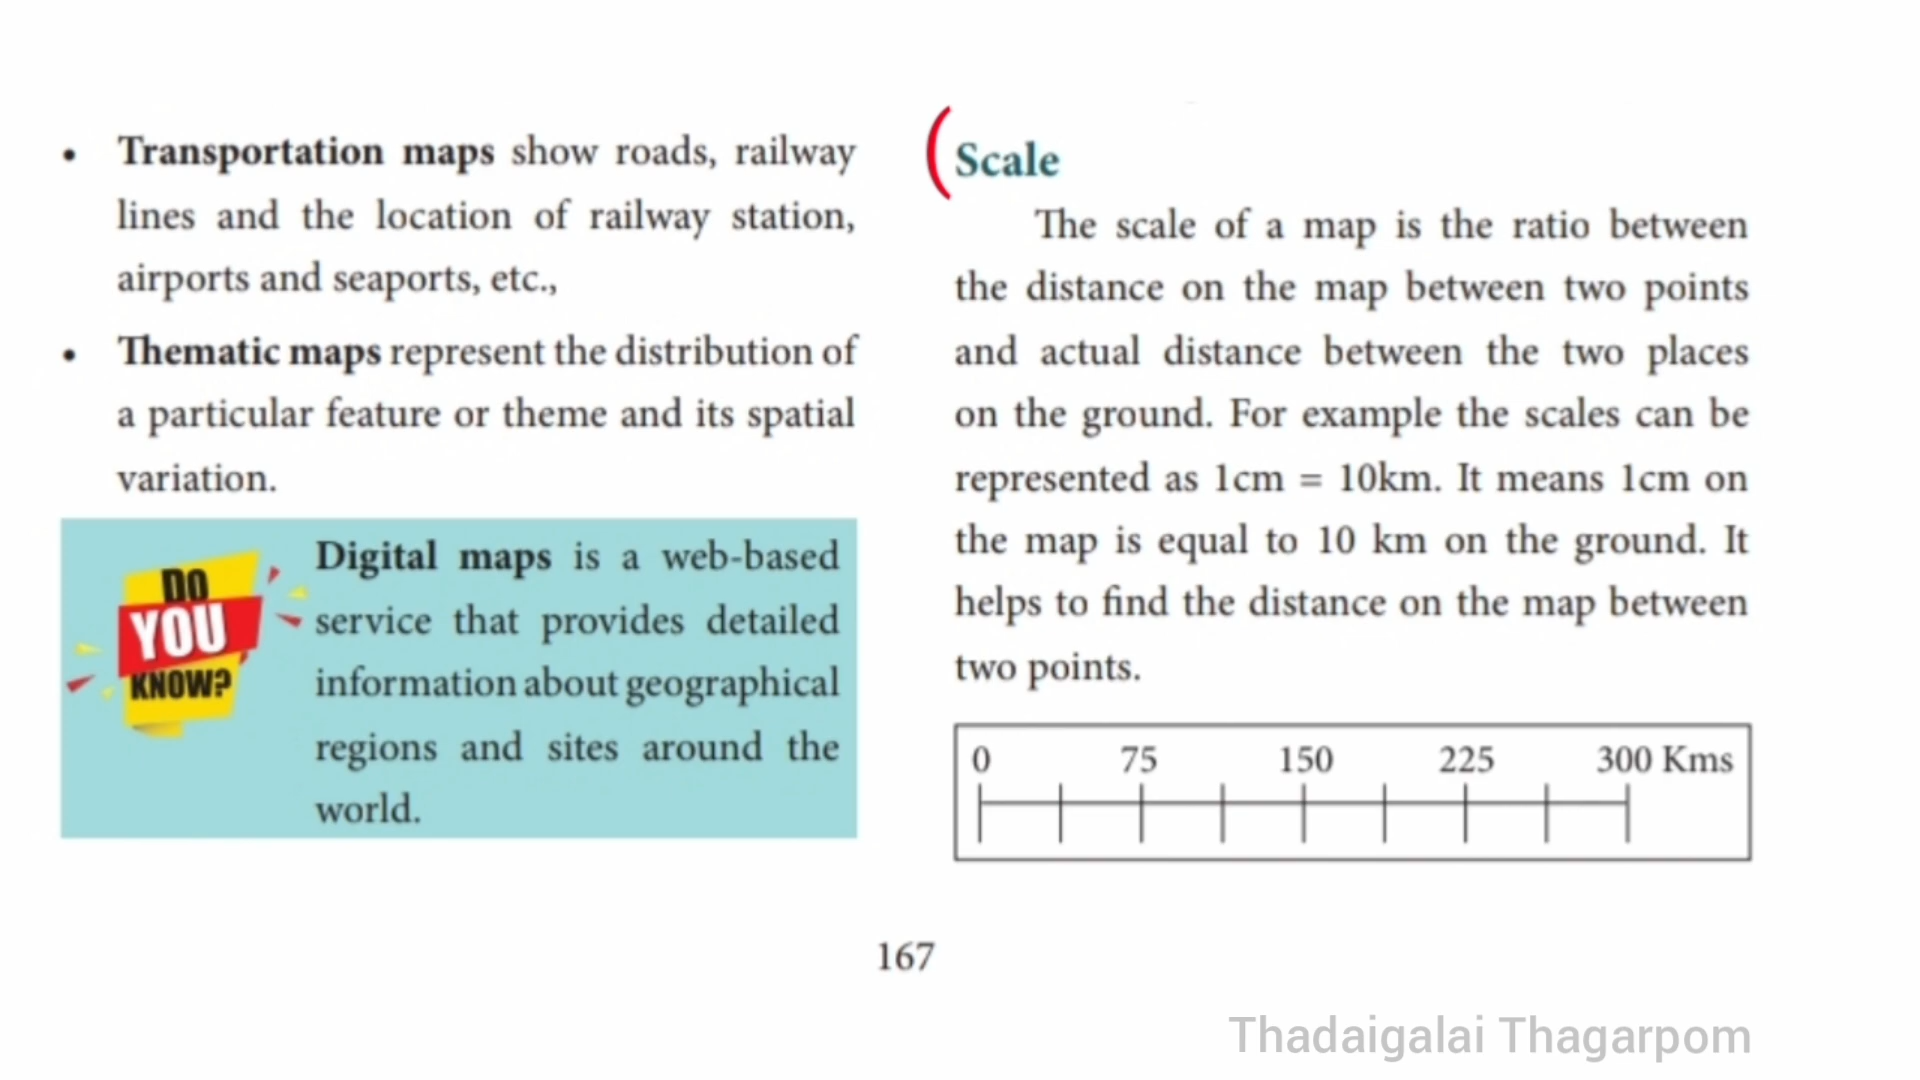 • Transportation maps show roads, railway
lines and the location of railway station,
airports and seaports, etc.,
• Thematic maps represent the distribution of
a particular feature or theme and its spatial
variation.
DO
YOU
KNOW?
Digital maps is a web-based
service that provides detailed
information about geographical
regions and sites around the
world.
Scale
The scale of a map is the ratio between
the distance on the map between two points
and actual distance between the two places
on the ground. For example the scales can be
represented as 1cm = 10km. It means 1cm on
the map is equal to 10 km on the ground. It
helps to find the distance on the map between
two points.
0 75 150 225 300 Kms
167
Thadaigalai Thagarpom